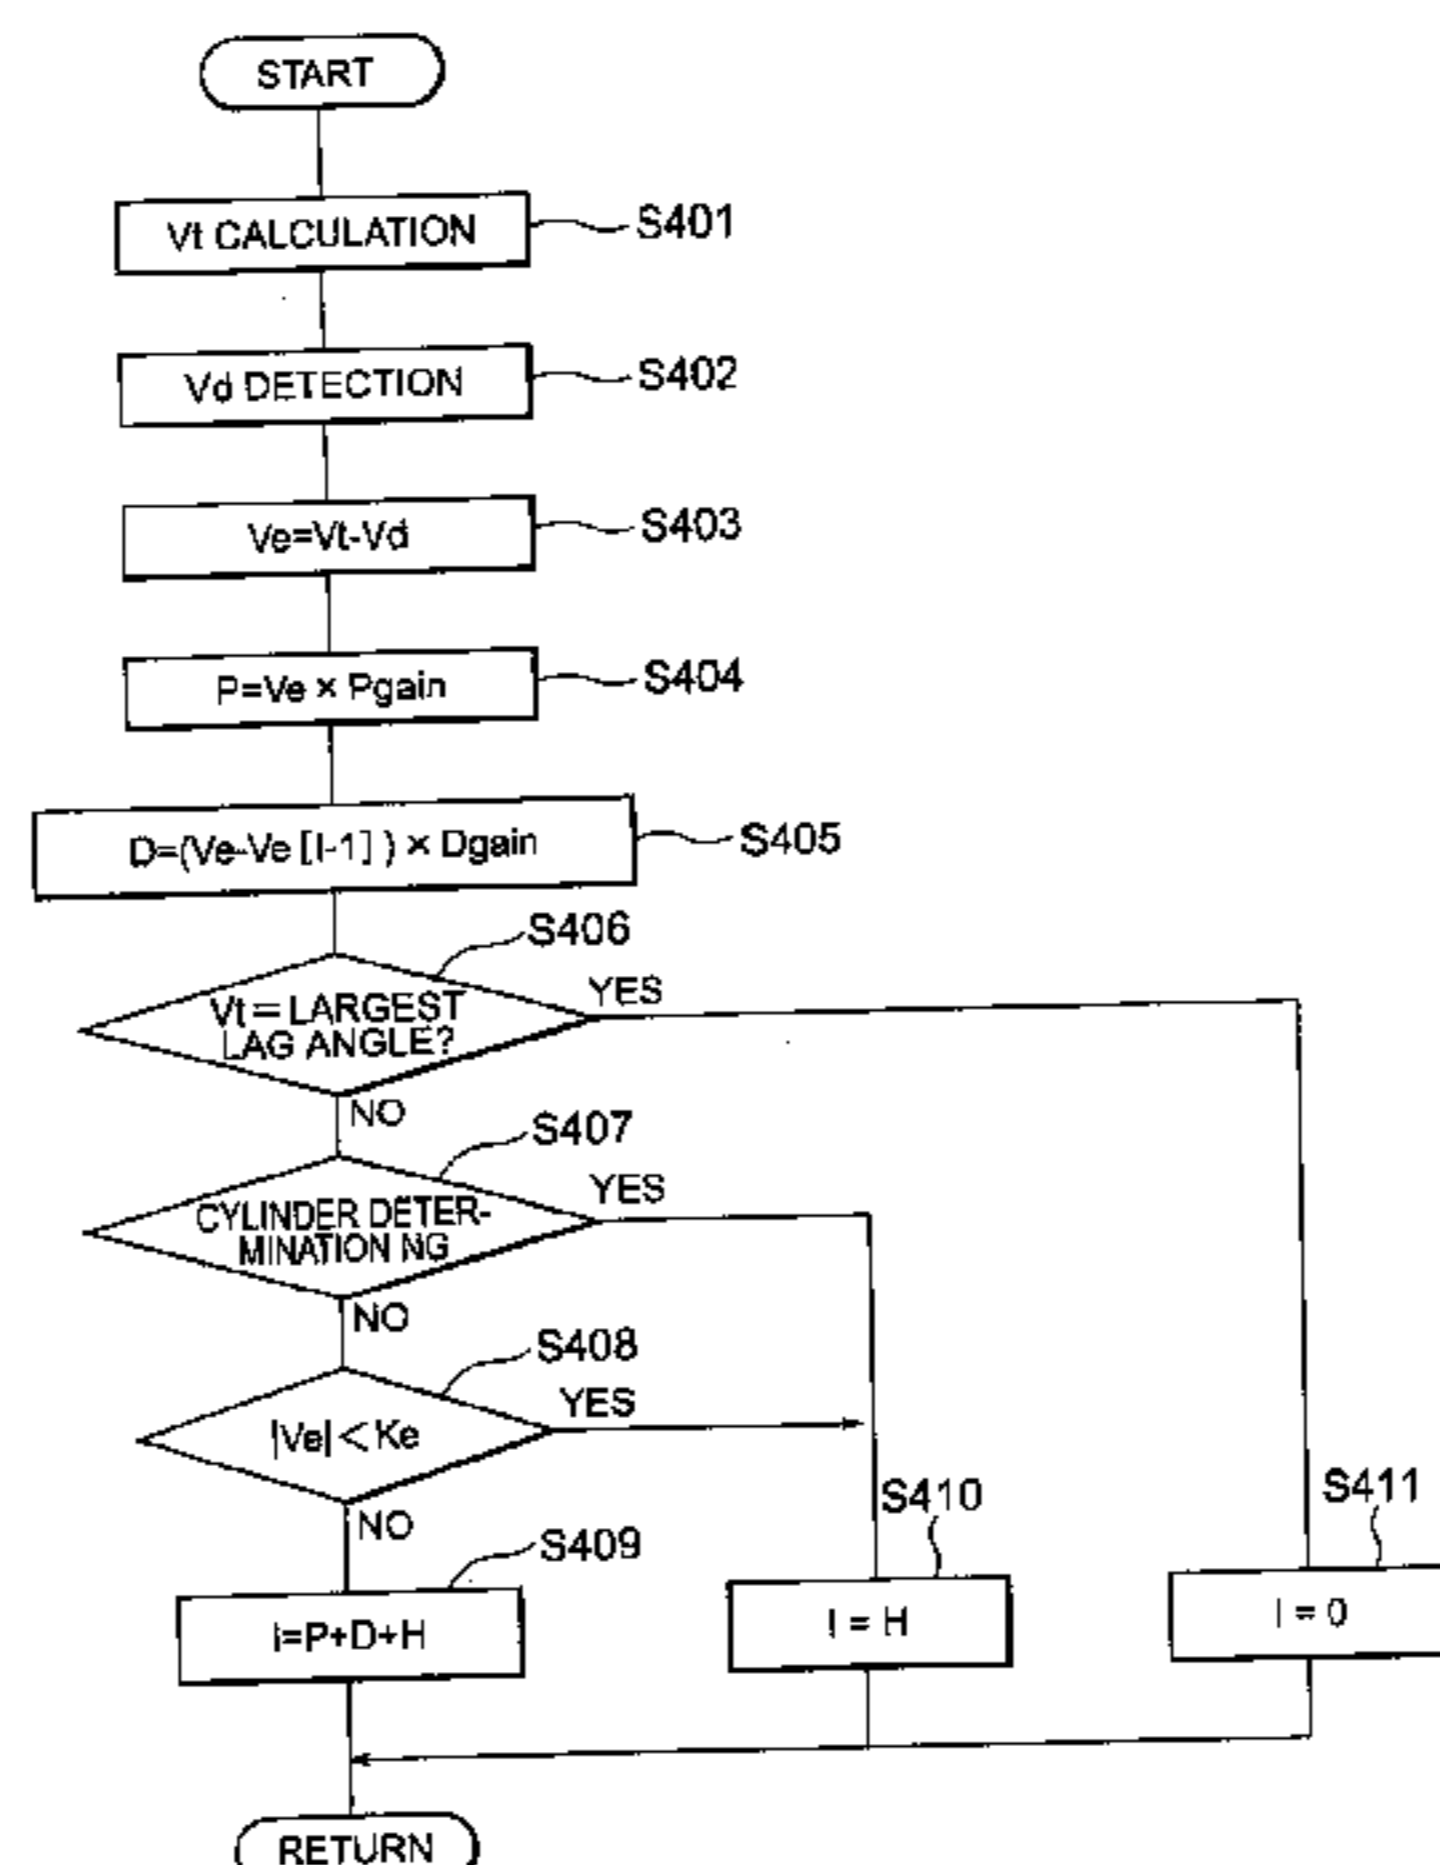 START
Vt CALCULATION
S401
Vd DETECTION
S402
Ve=Vt-Vd
S403
P=Ve × Pgain
S404
D=(Ve-Ve [I-1] ) × Dgain
S405
S406
Vt = LARGEST
LAG ANGLE?
YES
NO
S407
CYLINDER DETER-
MINATION NG
YES
NO
S408
|Ve| < Ke
YES
NO
S409
i=P+D+H
S410
I = H
S411
I = 0
RETURN